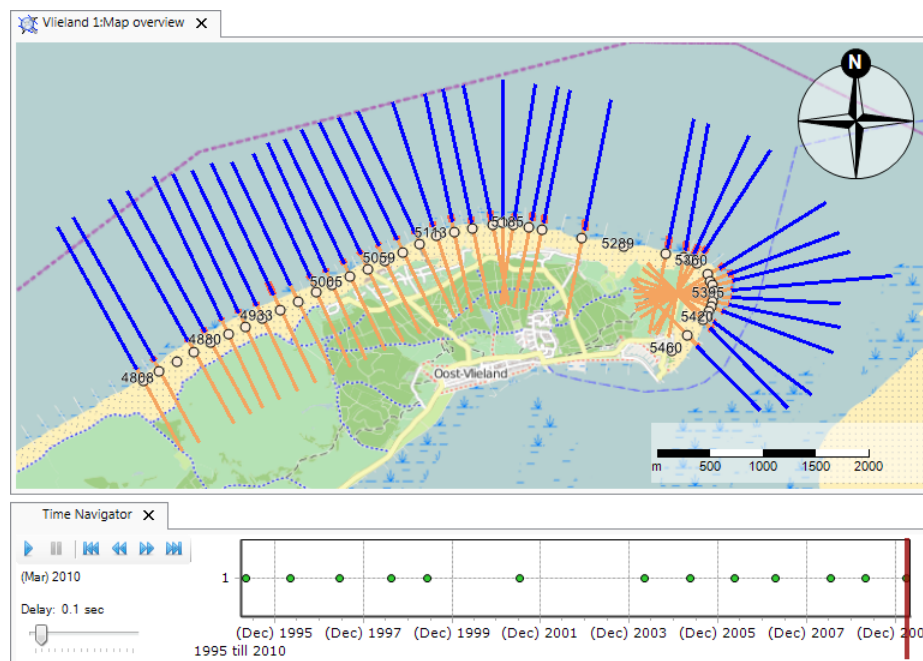 Vlieland 1:Map overview
N
5085
5113
5289
5059
5360
5005
5395
4933
5420
4880
5460
4808
Oost-Vlieland
m 500 1000 1500 2000
Time Navigator
(Mar) 2010
1
Delay: 0.1 sec
(Dec) 1995 (Dec) 1997 (Dec) 1999 (Dec) 2001 (Dec) 2003 (Dec) 2005 (Dec) 2007 (Dec) 200
1995 till 2010